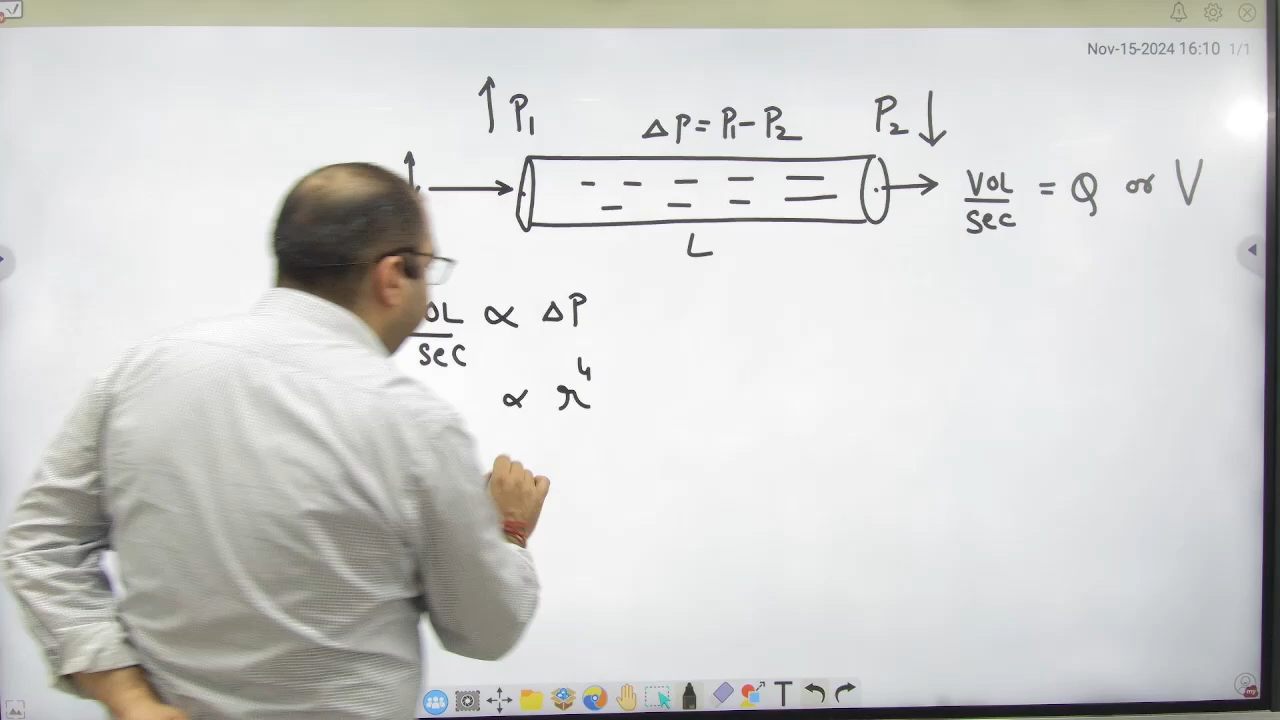 Nov-15-2024 16:10 1/1
P₁
ΔP = P₁ - P₂
P₂
VOL/sec = Q or V
L
OL/sec ∝ ΔP
∝ r⁴
T